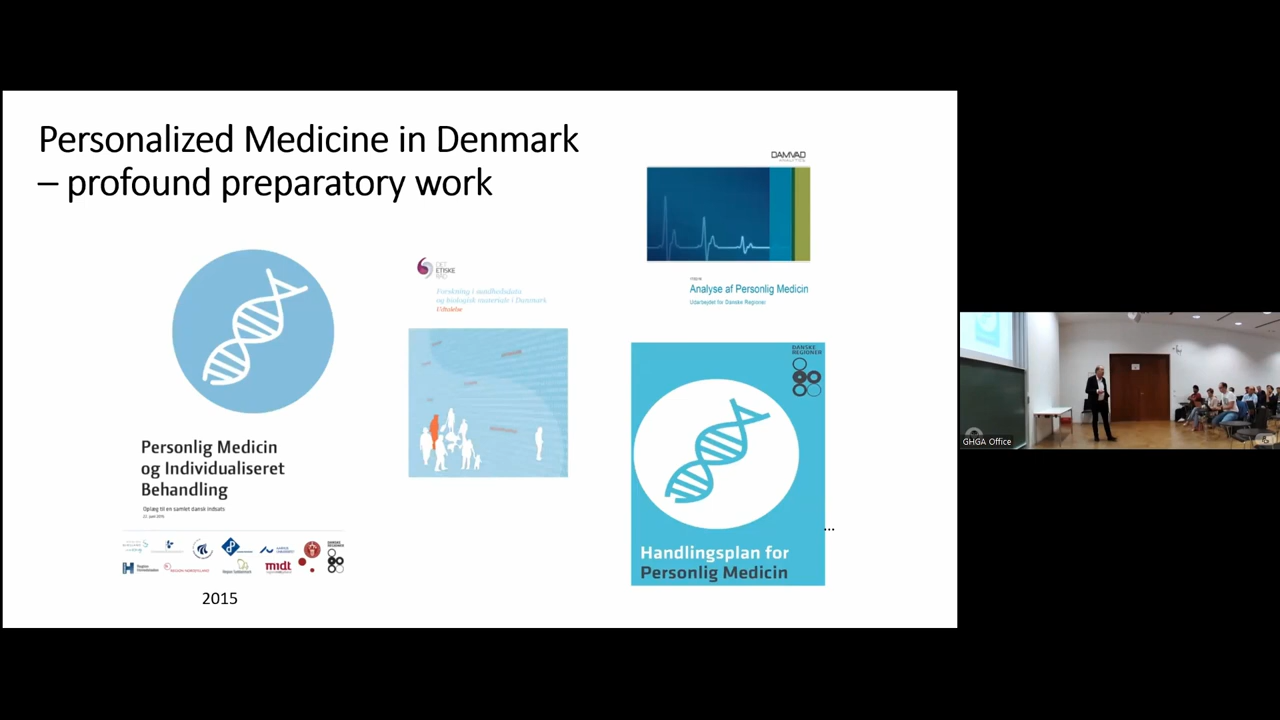 Personalized Medicine in Denmark
– profound preparatory work
Personlig Medicin
og Individualiseret
Behandling
Oplæg til en samlet dansk indsats
midt
2015
DET
ETISKE
RÅD
Forskning i sundhedsdata
og biologisk materiale i Danmark
Udtalelse
DAMVAD
ANALYTICS
Analyse af Personlig Medicin
Udarbejdet for Danske Regioner
DANSKE
REGIONER
Handlingsplan for
Personlig Medicin
...
GHGA Office